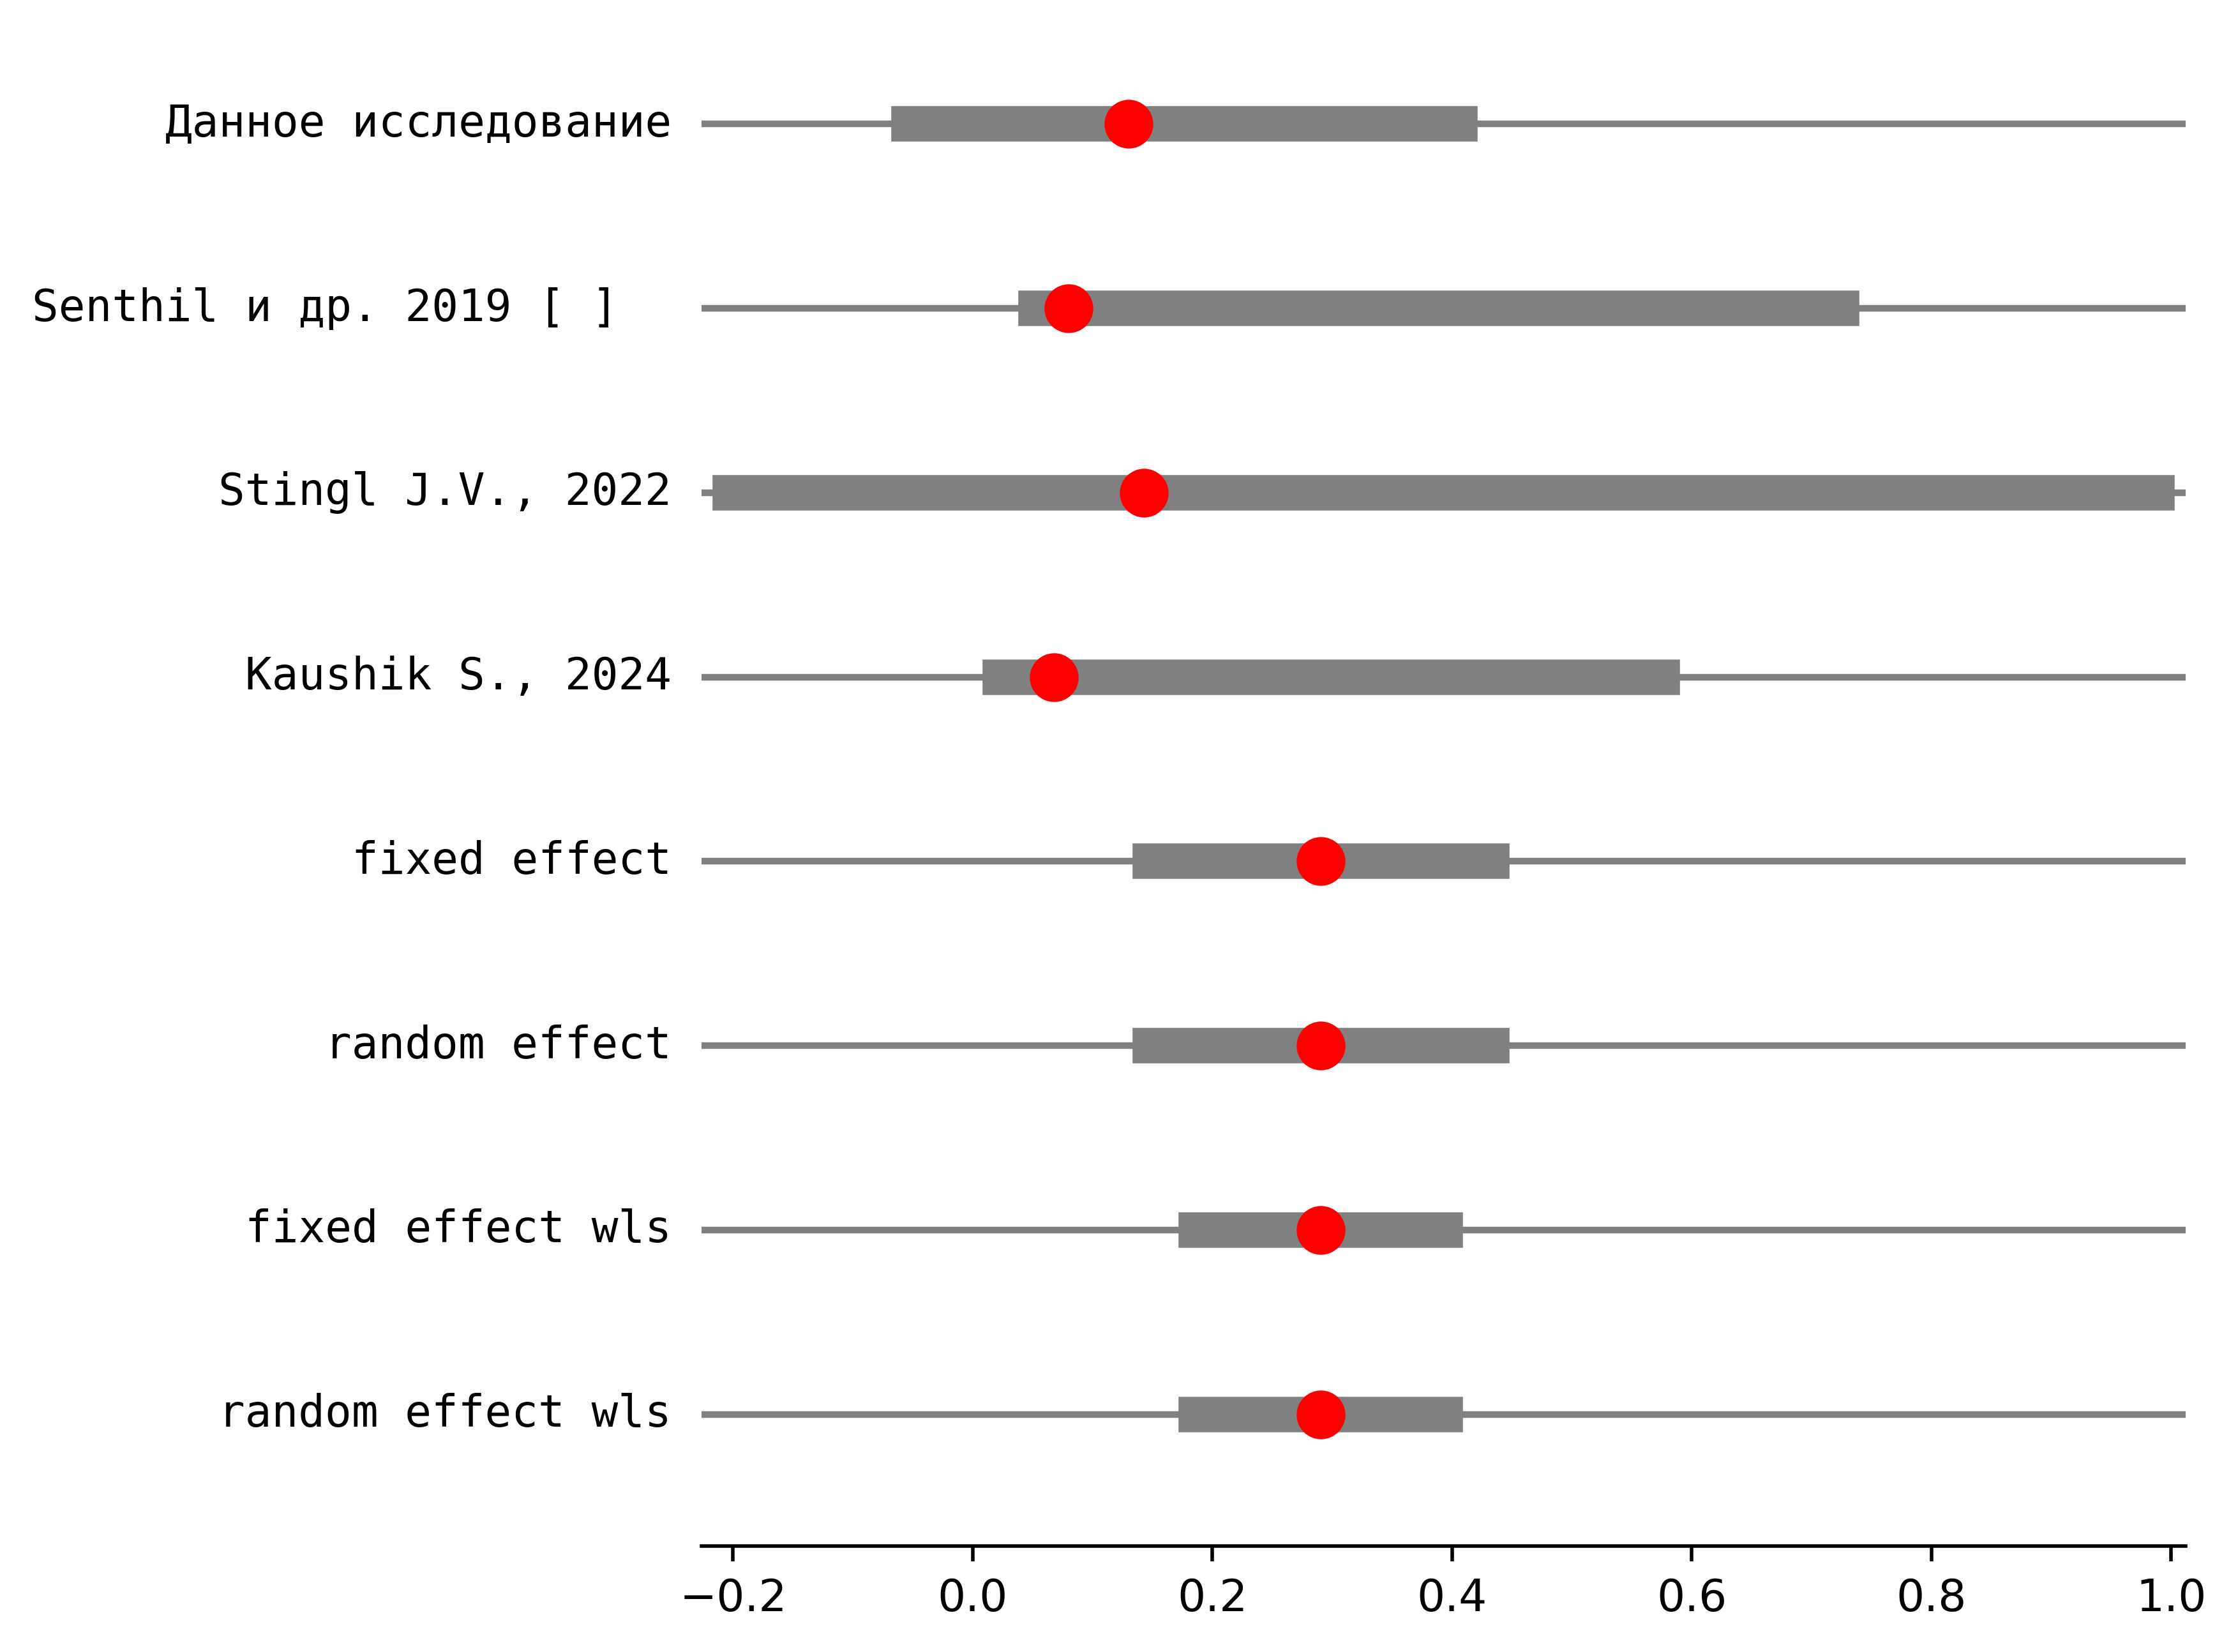 Данное исследование
Senthil и др. 2019 [ ]
Stingl J.V., 2022
Kaushik S., 2024
fixed effect
random effect
fixed effect wls
random effect wls
−0.2 0.0 0.2 0.4 0.6 0.8 1.0